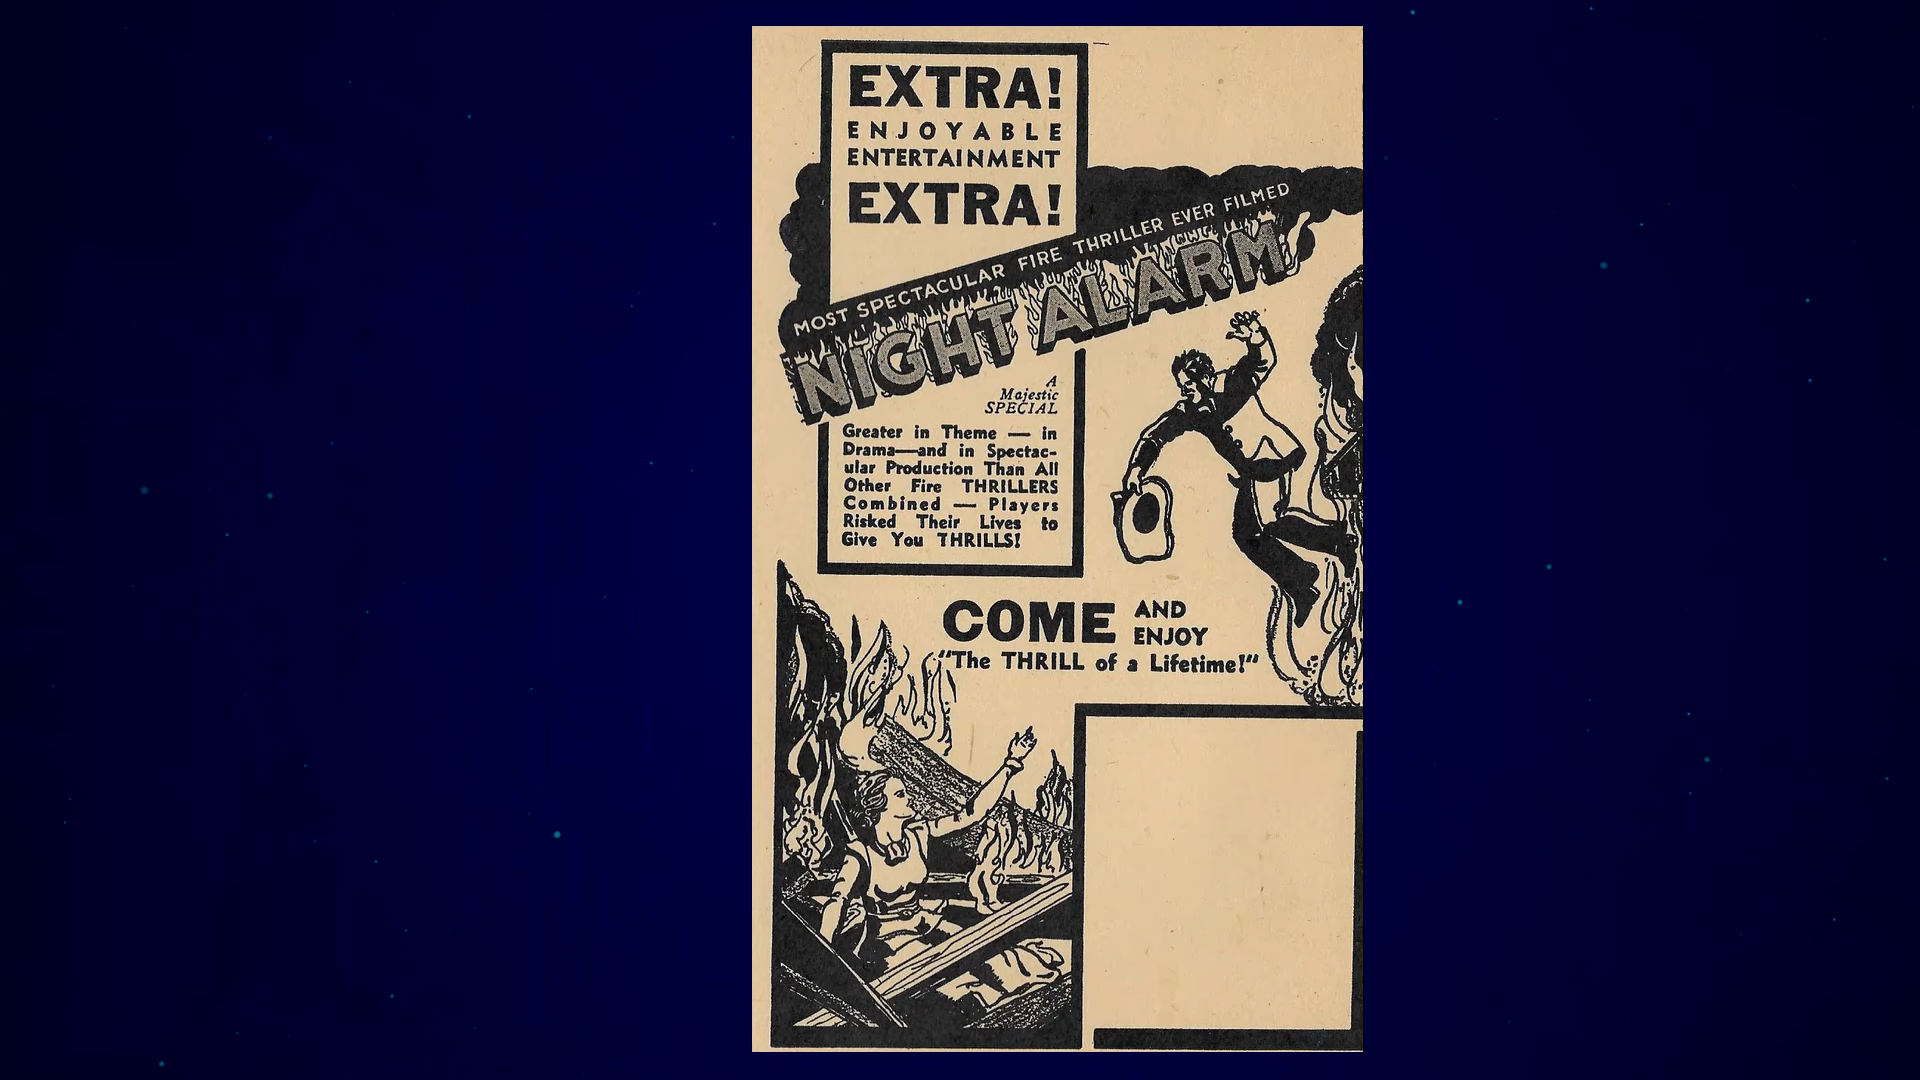 EXTRA!
ENJOYABLE
ENTERTAINMENT
EXTRA!
MOST SPECTACULAR FIRE THRILLER EVER FILMED
NIGHT ALARM
A
Majestic
SPECIAL
Greater in Theme — in
Drama—and in Spectac-
ular Production Than All
Other Fire THRILLERS
Combined — Players
Risked Their Lives to
Give You THRILLS!
COME AND
ENJOY
"The THRILL of a Lifetime!"